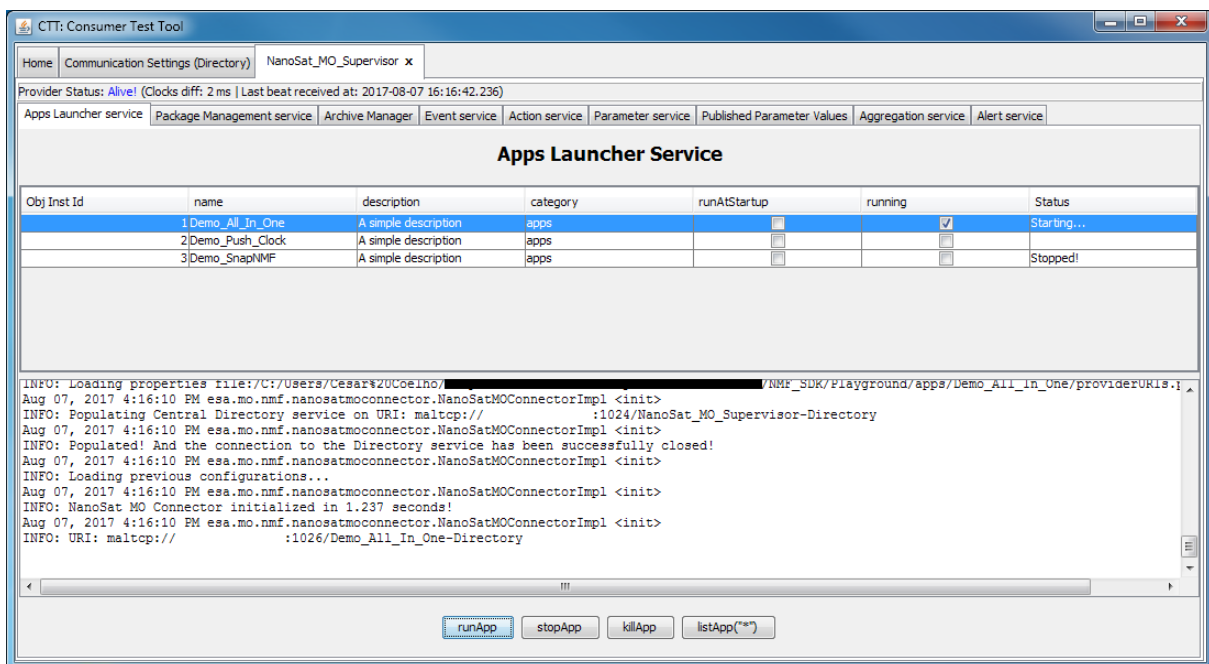 CTT: Consumer Test Tool
Home Communication Settings (Directory) NanoSat_MO_Supervisor x
Provider Status: Alive! (Clocks diff: 2 ms | Last beat received at: 2017-08-07 16:16:42.236)
Apps Launcher service Package Management service Archive Manager Event service Action service Parameter service Published Parameter Values Aggregation service Alert service
Apps Launcher Service
Obj Inst Id name description category runAtStartup running Status
1 Demo_All_In_One A simple description apps Starting...
2 Demo_Push_Clock A simple description apps
3 Demo_SnapNMF A simple description apps Stopped!
INFO: Loading properties file:/C:/Users/Cesar%20Coelho/ /NMF_SDK/Playground/apps/Demo_All_In_One/providerURIs.p
Aug 07, 2017 4:16:10 PM esa.mo.nmf.nanosatmoconnector.NanoSatMOConnectorImpl <init>
INFO: Populating Central Directory service on URI: maltcp:// :1024/NanoSat_MO_Supervisor-Directory
Aug 07, 2017 4:16:10 PM esa.mo.nmf.nanosatmoconnector.NanoSatMOConnectorImpl <init>
INFO: Populated! And the connection to the Directory service has been successfully closed!
Aug 07, 2017 4:16:10 PM esa.mo.nmf.nanosatmoconnector.NanoSatMOConnectorImpl <init>
INFO: Loading previous configurations...
Aug 07, 2017 4:16:10 PM esa.mo.nmf.nanosatmoconnector.NanoSatMOConnectorImpl <init>
INFO: NanoSat MO Connector initialized in 1.237 seconds!
Aug 07, 2017 4:16:10 PM esa.mo.nmf.nanosatmoconnector.NanoSatMOConnectorImpl <init>
INFO: URI: maltcp:// :1026/Demo_All_In_One-Directory
runApp stopApp killApp listApp("*")